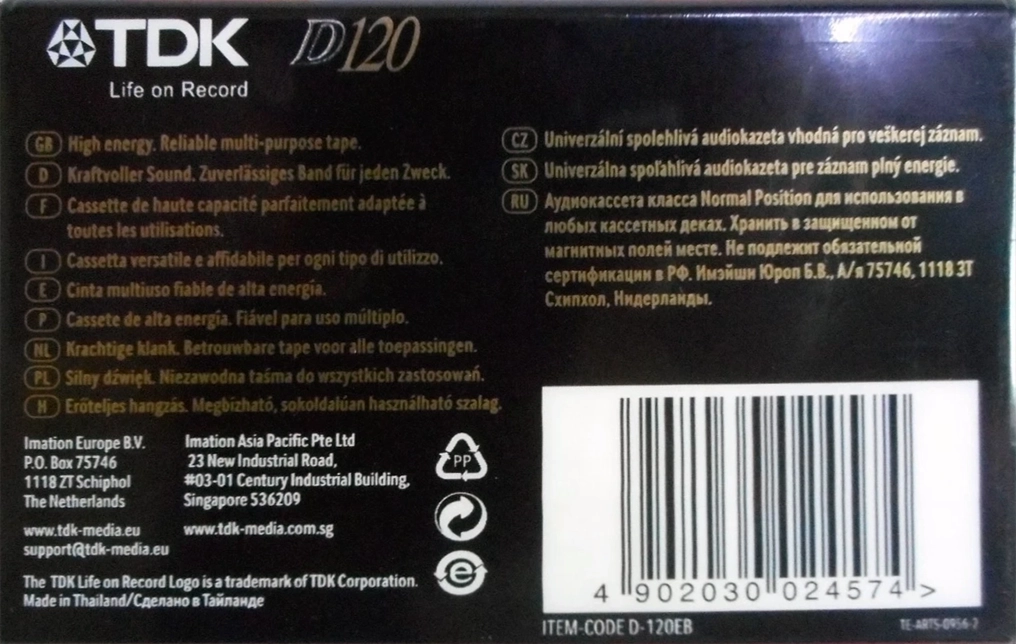 TDK D120
Life on Record
GB High energy. Reliable multi-purpose tape.
D Kraftvoller Sound. Zuverlässiges Band für jeden Zweck.
F Cassette de haute capacité parfaitement adaptée à
toutes les utilisations.
I Cassetta versatile e affidabile per ogni tipo di utilizzo.
E Cinta multiuso fiable de alta energía.
P Cassete de alta energía. Fiável para uso múltiplo.
NL Krachtige klank. Betrouwbare tape voor alle toepassingen.
PL Silny dźwięk. Niezawodna taśma do wszystkich zastosowań.
H Erőteljes hangzás. Megbízható, sokoldalúan használható szalag.
CZ Univerzální spolehlivá audiokazeta vhodná pro veškerej záznam.
SK Univerzálna spoľahlivá audiokazeta pre záznam plný energie.
RU Аудиокассета класса Normal Position для использования в
любых кассетных деках. Хранить в защищенном от
магнитных полей месте. Не подлежит обязательной
сертификации в РФ. Имэйшн Юроп Б.В., А/я 75746, 1118 ЗТ
Схипхол, Нидерланды.
Imation Europe B.V.
P.O. Box 75746
1118 ZT Schiphol
The Netherlands
www.tdk-media.eu
support@tdk-media.eu
Imation Asia Pacific Pte Ltd
23 New Industrial Road,
#03-01 Century Industrial Building,
Singapore 536209
www.tdk-media.com.sg
PP
e
The TDK Life on Record Logo is a trademark of TDK Corporation.
Made in Thailand/Сделано в Тайланде
4 902030 024574 >
ITEM-CODE D-120EB
TE-ARTS-0956-2